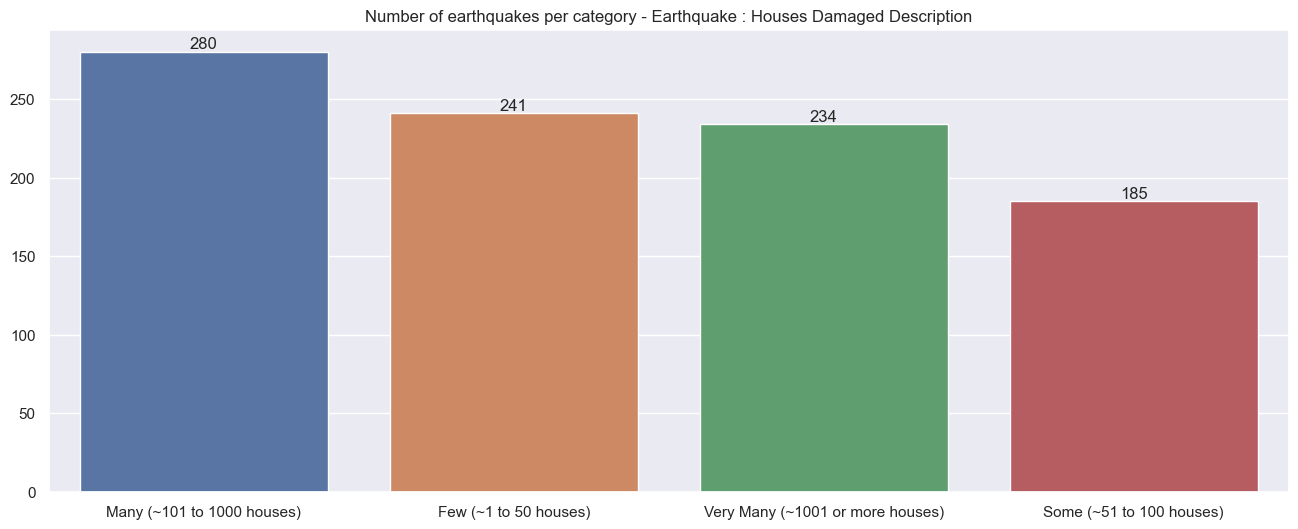 Number of earthquakes per category - Earthquake : Houses Damaged Description
280
241
234
185
250
200
150
100
50
0
Many (~101 to 1000 houses)
Few (~1 to 50 houses)
Very Many (~1001 or more houses)
Some (~51 to 100 houses)